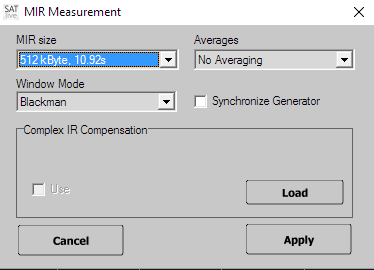 SAT
live
MIR Measurement
MIR size
Averages
512 kByte, 10.92s
No Averaging
Window Mode
Blackman
Synchronize Generator
Complex IR Compensation
Use
Load
Cancel
Apply